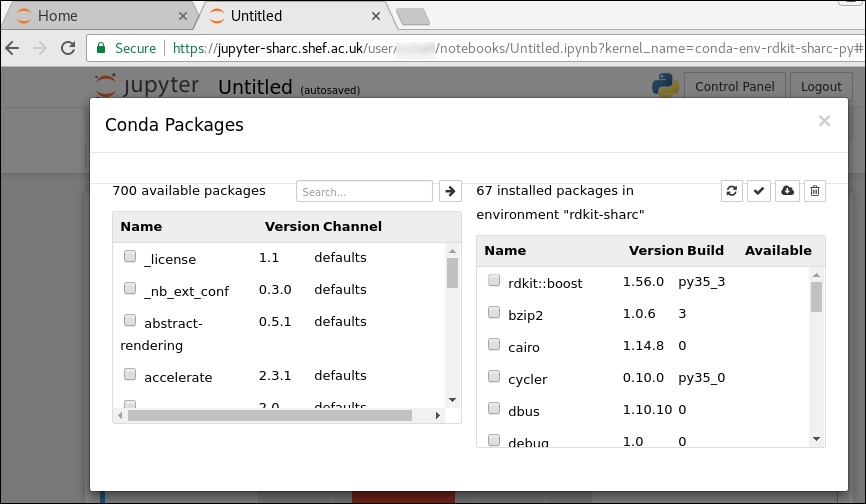 Home
Untitled
Secure https://jupyter-sharc.shef.ac.uk/user/ /notebooks/Untitled.ipynb?kernel_name=conda-env-rdkit-sharc-py#
jupyter Untitled (autosaved) Control Panel Logout
Conda Packages
700 available packages Search...
Name Version Channel
_license 1.1 defaults
_nb_ext_conf 0.3.0 defaults
abstract- 0.5.1 defaults
rendering
accelerate 2.3.1 defaults
2.0 defaults
67 installed packages in
environment "rdkit-sharc"
Name Version Build Available
rdkit::boost 1.56.0 py35_3
bzip2 1.0.6 3
cairo 1.14.8 0
cycler 0.10.0 py35_0
dbus 1.10.10 0
debug 1.0 0